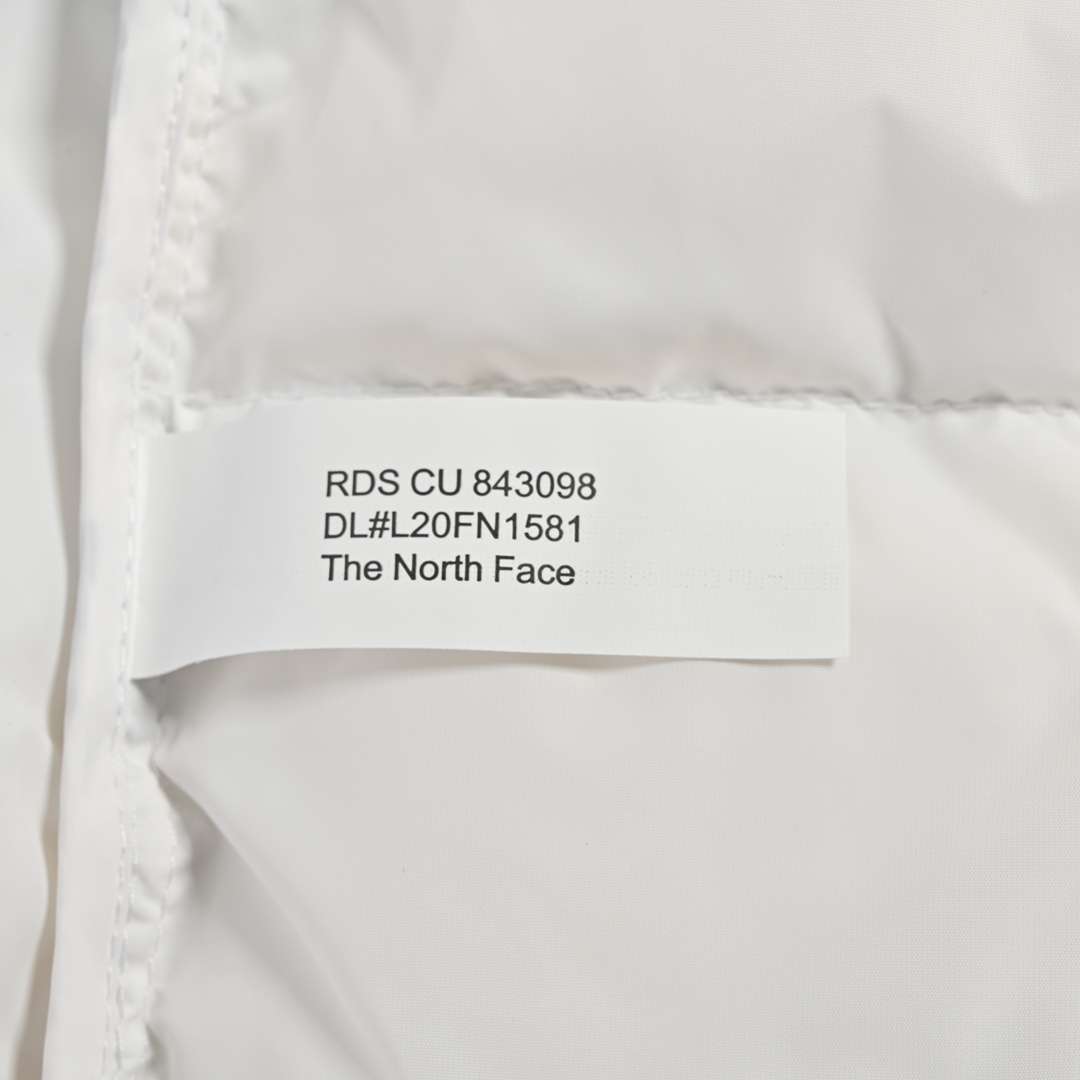 RDS CU 843098
DL#L20FN1581
The North Face